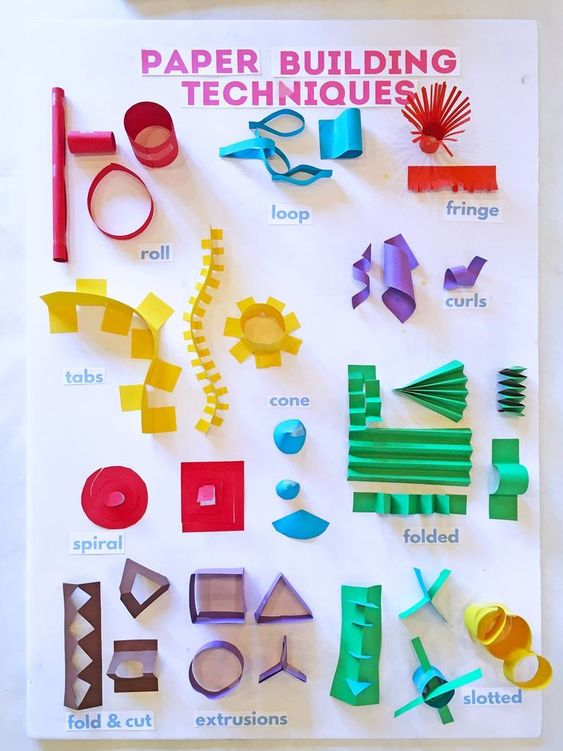 PAPER BUILDING
TECHNIQUES
loop
fringe
roll
curls
tabs
cone
spiral
folded
fold & cut
extrusions
slotted